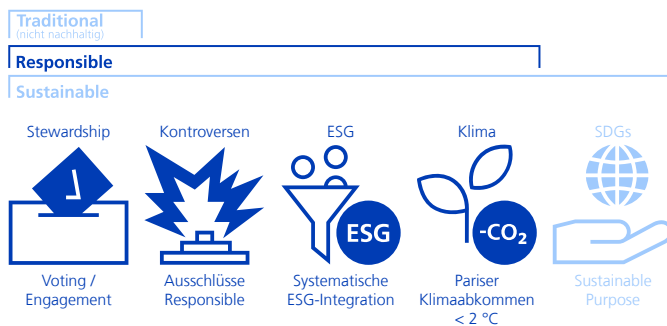 Traditional
(nicht nachhaltig)
Responsible
Sustainable
Stewardship
Kontroversen
ESG
Klima
SDGs
ESG
-CO₂
Voting /
Engagement
Ausschlüsse
Responsible
Systematische
ESG-Integration
Pariser
Klimaabkommen
< 2 °C
Sustainable
Purpose